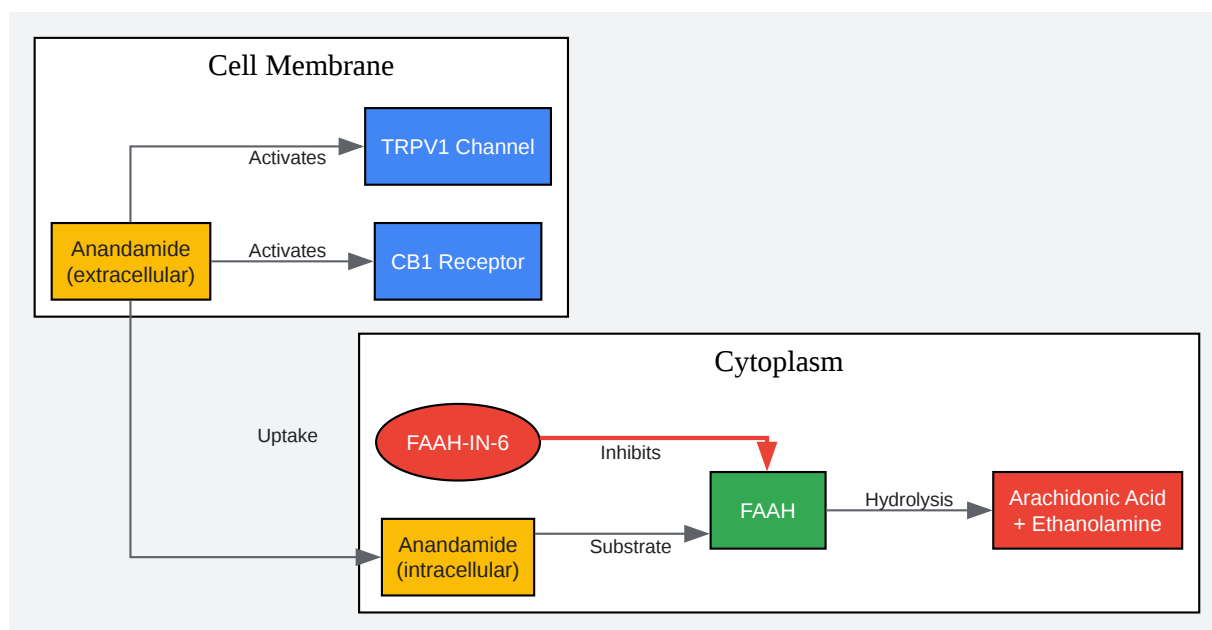 Cell Membrane
TRPV1 Channel
Activates
Anandamide
(extracellular)
Activates
CB1 Receptor
Cytoplasm
Uptake
FAAH-IN-6
Inhibits
FAAH
Hydrolysis
Arachidonic Acid
+ Ethanolamine
Anandamide
(intracellular)
Substrate